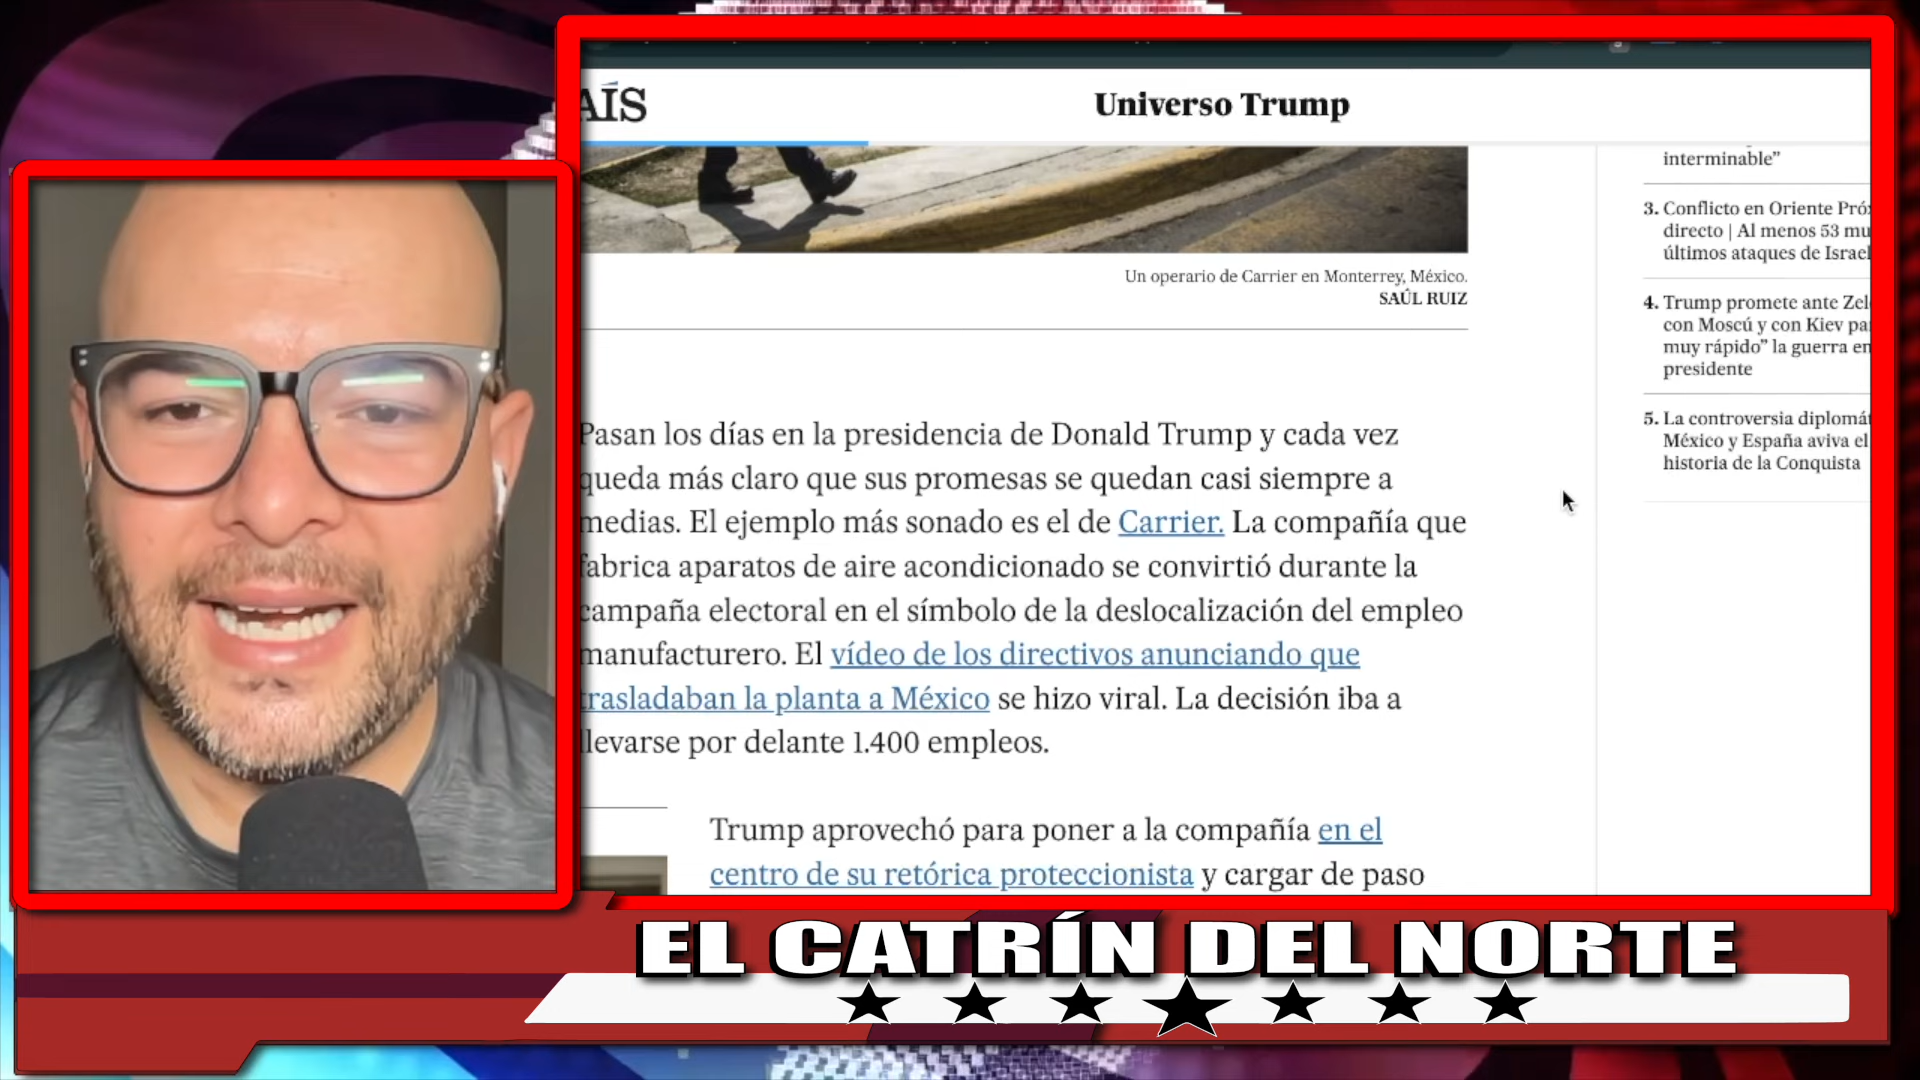 AÍS
Universo Trump
Un operario de Carrier en Monterrey, México.
SAÚL RUIZ
Pasan los días en la presidencia de Donald Trump y cada vez
queda más claro que sus promesas se quedan casi siempre a
medias. El ejemplo más sonado es el de Carrier. La compañía que
fabrica aparatos de aire acondicionado se convirtió durante la
campaña electoral en el símbolo de la deslocalización del empleo
manufacturero. El vídeo de los directivos anunciando que
trasladaban la planta a México se hizo viral. La decisión iba a
llevarse por delante 1.400 empleos.
Trump aprovechó para poner a la compañía en el
centro de su retórica proteccionista y cargar de paso
interminable”
3. Conflicto en Oriente Pró
directo | Al menos 53 mu
últimos ataques de Israel
4. Trump promete ante Zel
con Moscú y con Kiev pa
muy rápido” la guerra en
presidente
5. La controversia diplomát
México y España aviva el
historia de la Conquista
EL CATRÍN DEL NORTE